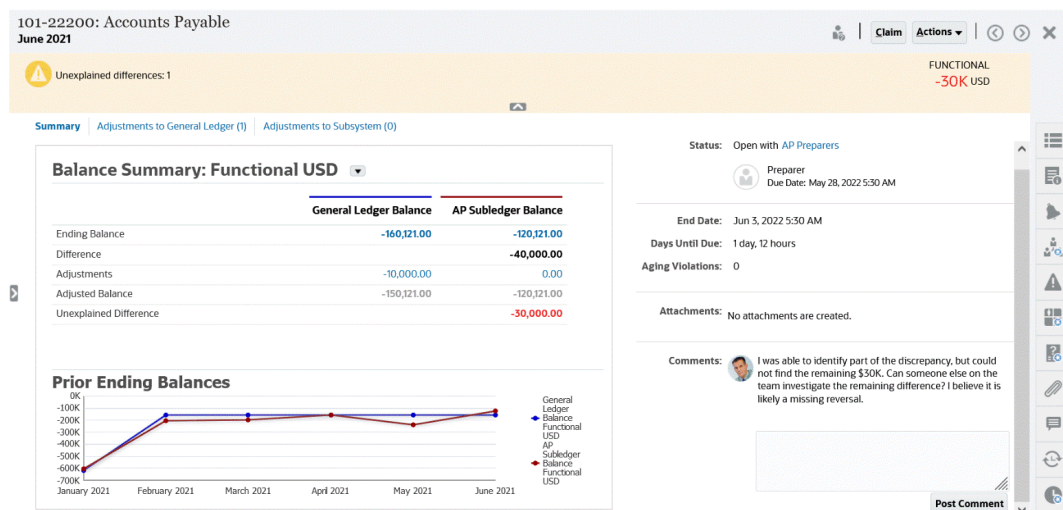 101-22200: Accounts Payable
June 2021
Claim
Actions
Unexplained differences: 1
FUNCTIONAL
-30K USD
Summary
Adjustments to General Ledger (1)
Adjustments to Subsystem (0)
Balance Summary: Functional USD
General Ledger Balance AP Subledger Balance
Ending Balance -160,121.00 -120,121.00
Difference -40,000.00
Adjustments -10,000.00 0.00
Adjusted Balance -150,121.00 -120,121.00
Unexplained Difference -30,000.00
Prior Ending Balances
0K
-100K
-200K
-300K
-400K
-500K
-600K
-700K
January 2021 February 2021 March 2021 April 2021 May 2021 June 2021
General
Ledger
Balance
Functional
USD
AP
Subledger
Balance
Functional
USD
Status: Open with AP Preparers
Preparer
Due Date: May 28, 2022 5:30 AM
End Date: Jun 3, 2022 5:30 AM
Days Until Due: 1 day, 12 hours
Aging Violations: 0
Attachments: No attachments are created.
Comments: I was able to identify part of the discrepancy, but could
not find the remaining $30K. Can someone else on the
team investigate the remaining difference? I believe it is
likely a missing reversal.
Post Comment